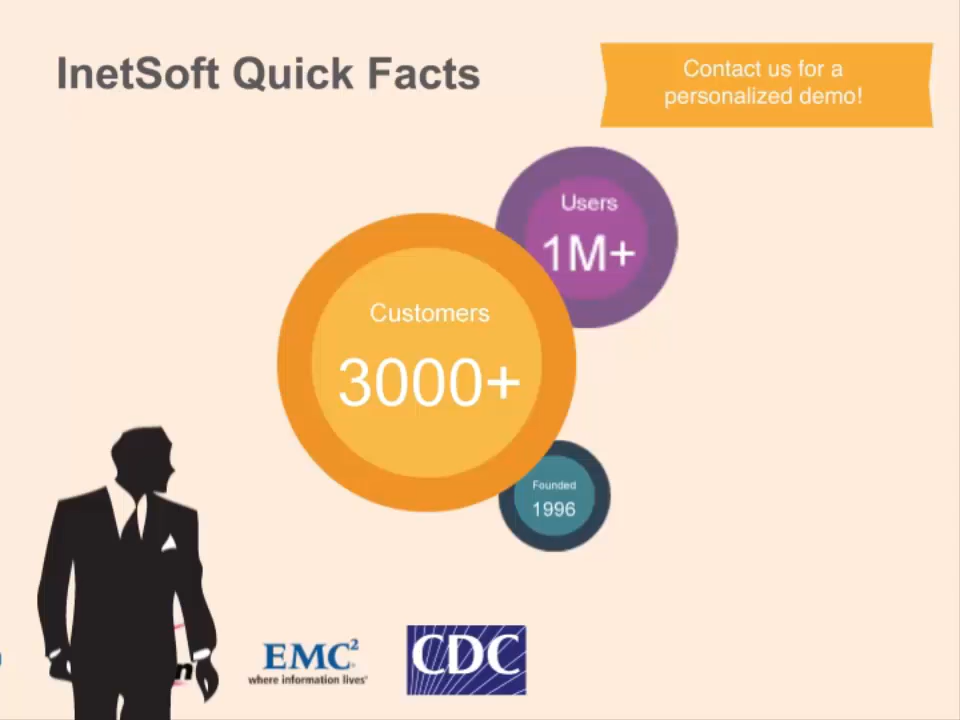 InetSoft Quick Facts
Contact us for a
personalized demo!
Users
1M+
Customers
3000+
Founded
1996
EMC²
where information lives®
CDC